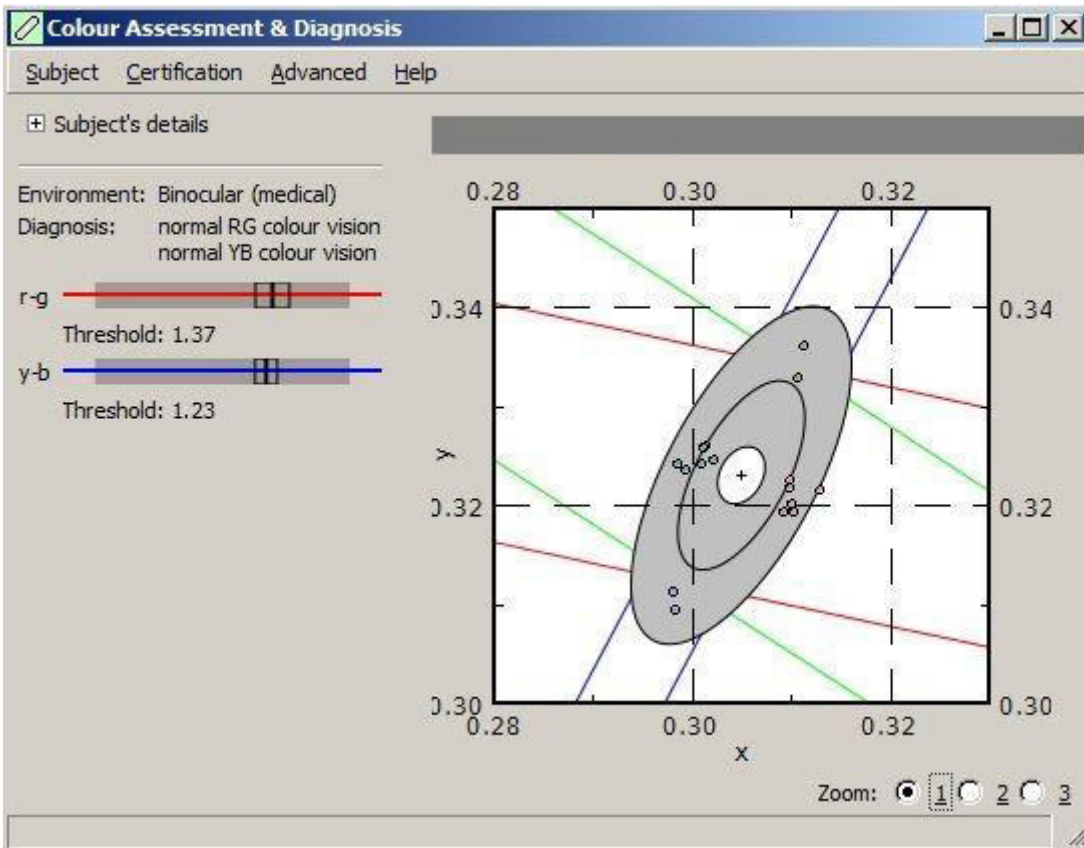 Colour Assessment & Diagnosis
Subject Certification Advanced Help
Subject's details
Environment: Binocular (medical)
Diagnosis: normal RG colour vision
normal YB colour vision
r-g
Threshold: 1.37
y-b
Threshold: 1.23
0.28 0.30 0.32
0.34 0.34
y
0.32 0.32
0.30 0.30
0.28 0.30 0.32
x
Zoom: 1 2 3